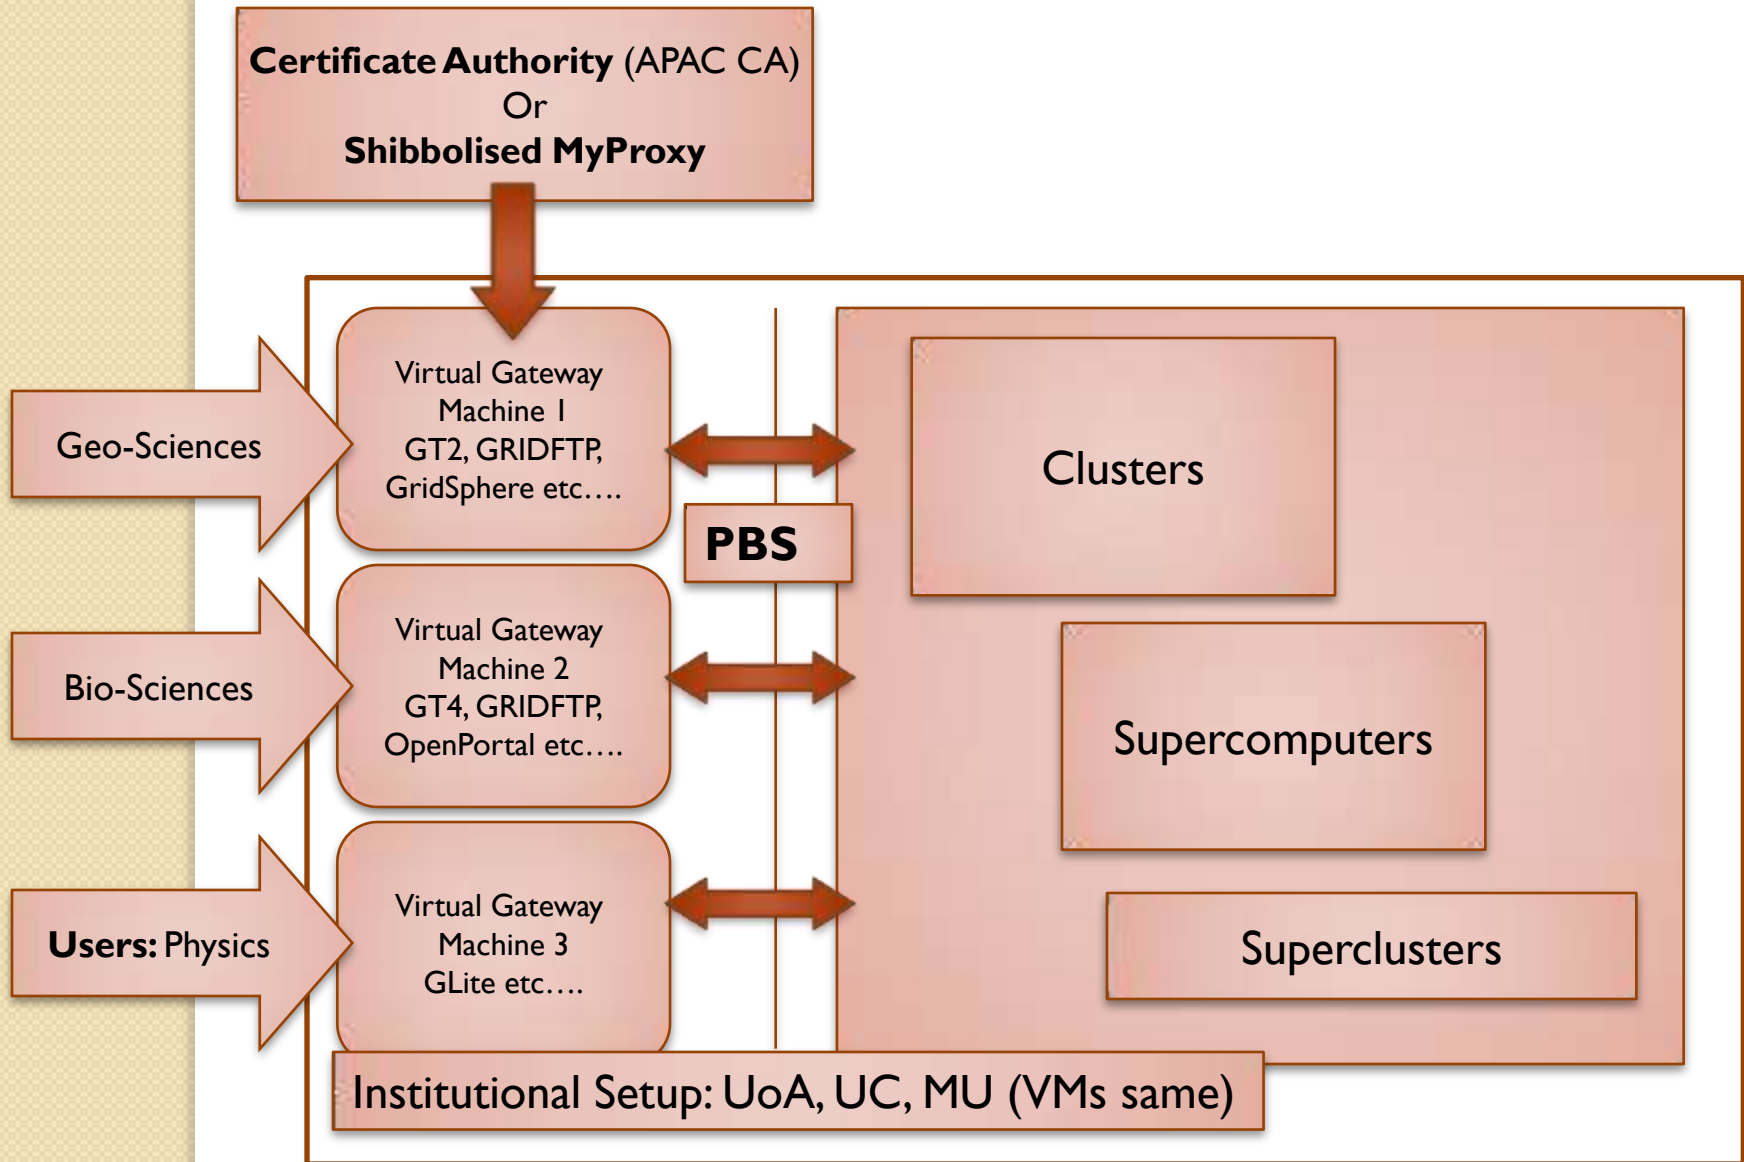 Certificate Authority (APAC CA)
Or
Shibbolised MyProxy
Geo-Sciences
Virtual Gateway
Machine 1
GT2, GRIDFTP,
GridSphere etc….
Clusters
PBS
Bio-Sciences
Virtual Gateway
Machine 2
GT4, GRIDFTP,
OpenPortal etc….
Supercomputers
Users: Physics
Virtual Gateway
Machine 3
GLite etc….
Superclusters
Institutional Setup: UoA, UC, MU (VMs same)